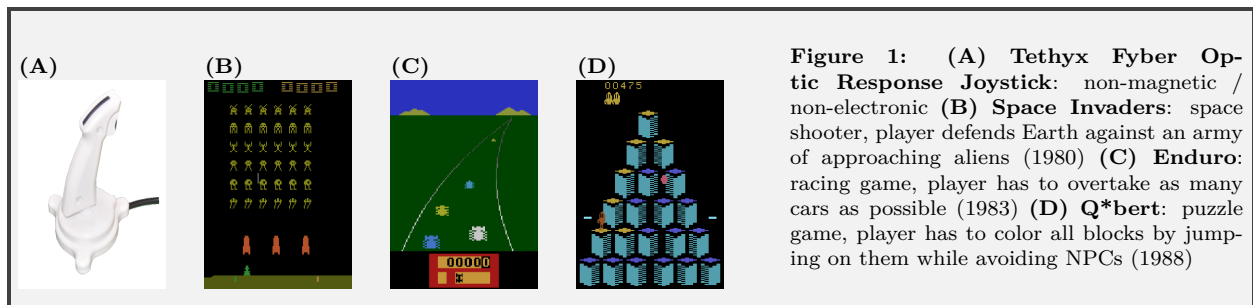 (A)
(B)
(C)
(D)
00475
00000
Figure 1: (A) Tethyx Fyber Op-
tic Response Joystick: non-magnetic /
non-electronic (B) Space Invaders: space
shooter, player defends Earth against an army
of approaching aliens (1980) (C) Enduro:
racing game, player has to overtake as many
cars as possible (1983) (D) Q*bert: puzzle
game, player has to color all blocks by jump-
ing on them while avoiding NPCs (1988)